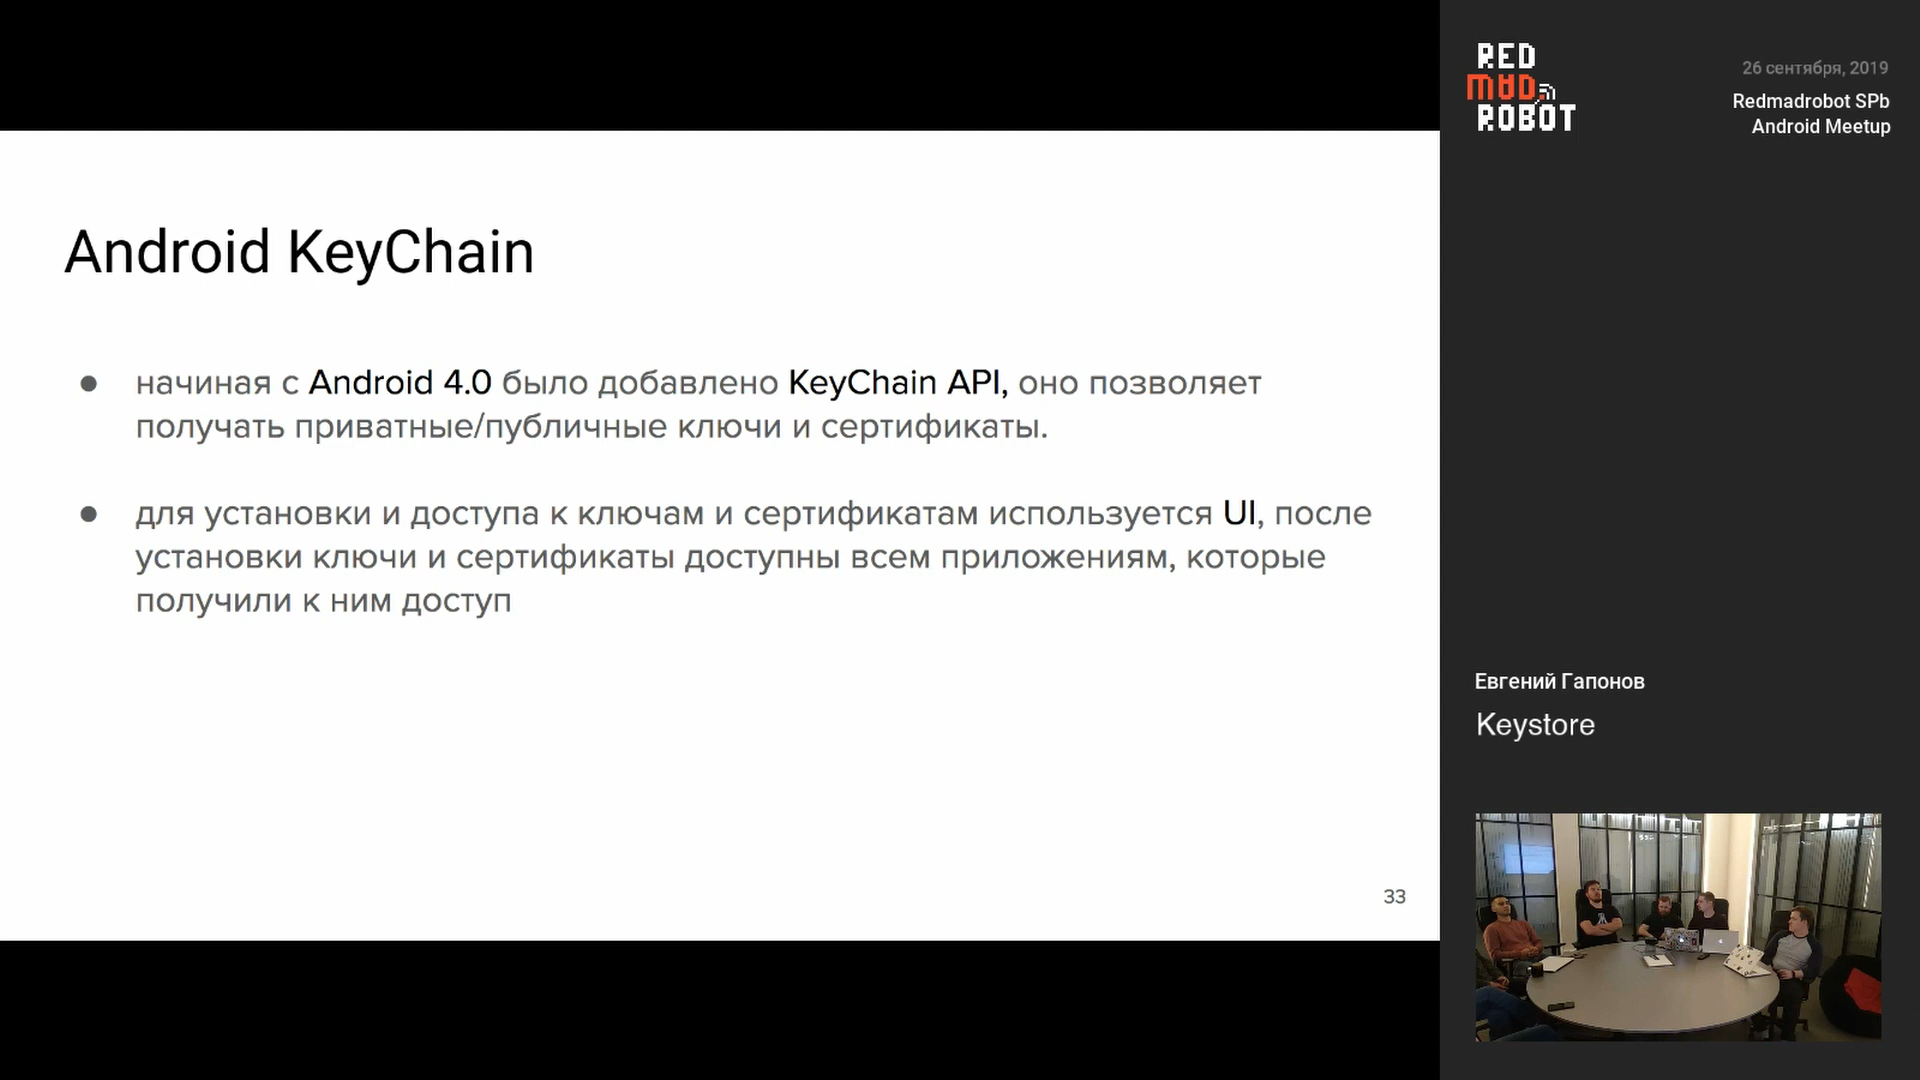 Android KeyChain
● начиная с Android 4.0 было добавлено KeyChain API, оно позволяет
получать приватные/публичные ключи и сертификаты.
● для установки и доступа к ключам и сертификатам используется UI, после
установки ключи и сертификаты доступны всем приложениям, которые
получили к ним доступ
33
RED
MAD
ROBOT
26 сентября, 2019
Redmadrobot SPb
Android Meetup
Евгений Гапонов
Keystore